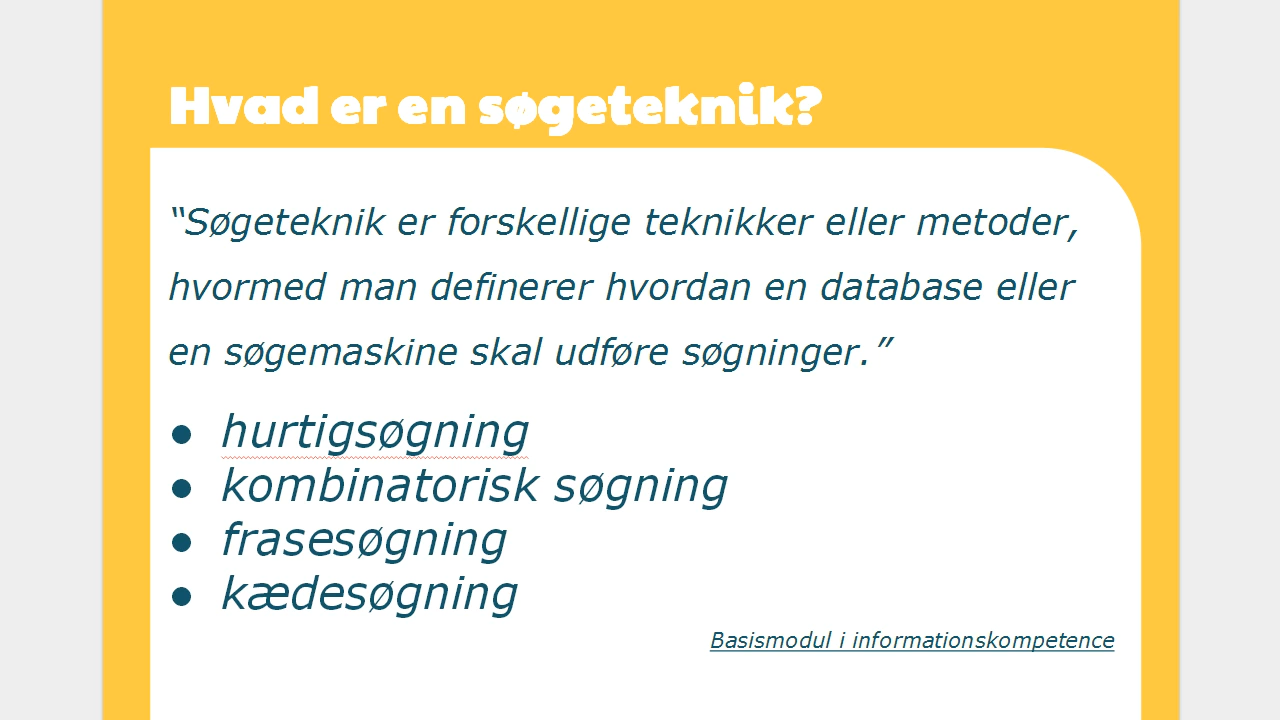 Hvad er en søgeteknik?
“Søgeteknik er forskellige teknikker eller metoder,
hvormed man definerer hvordan en database eller
en søgemaskine skal udføre søgninger.”
● hurtigsøgning
● kombinatorisk søgning
● frasesøgning
● kædesøgning
Basismodul i informationskompetence